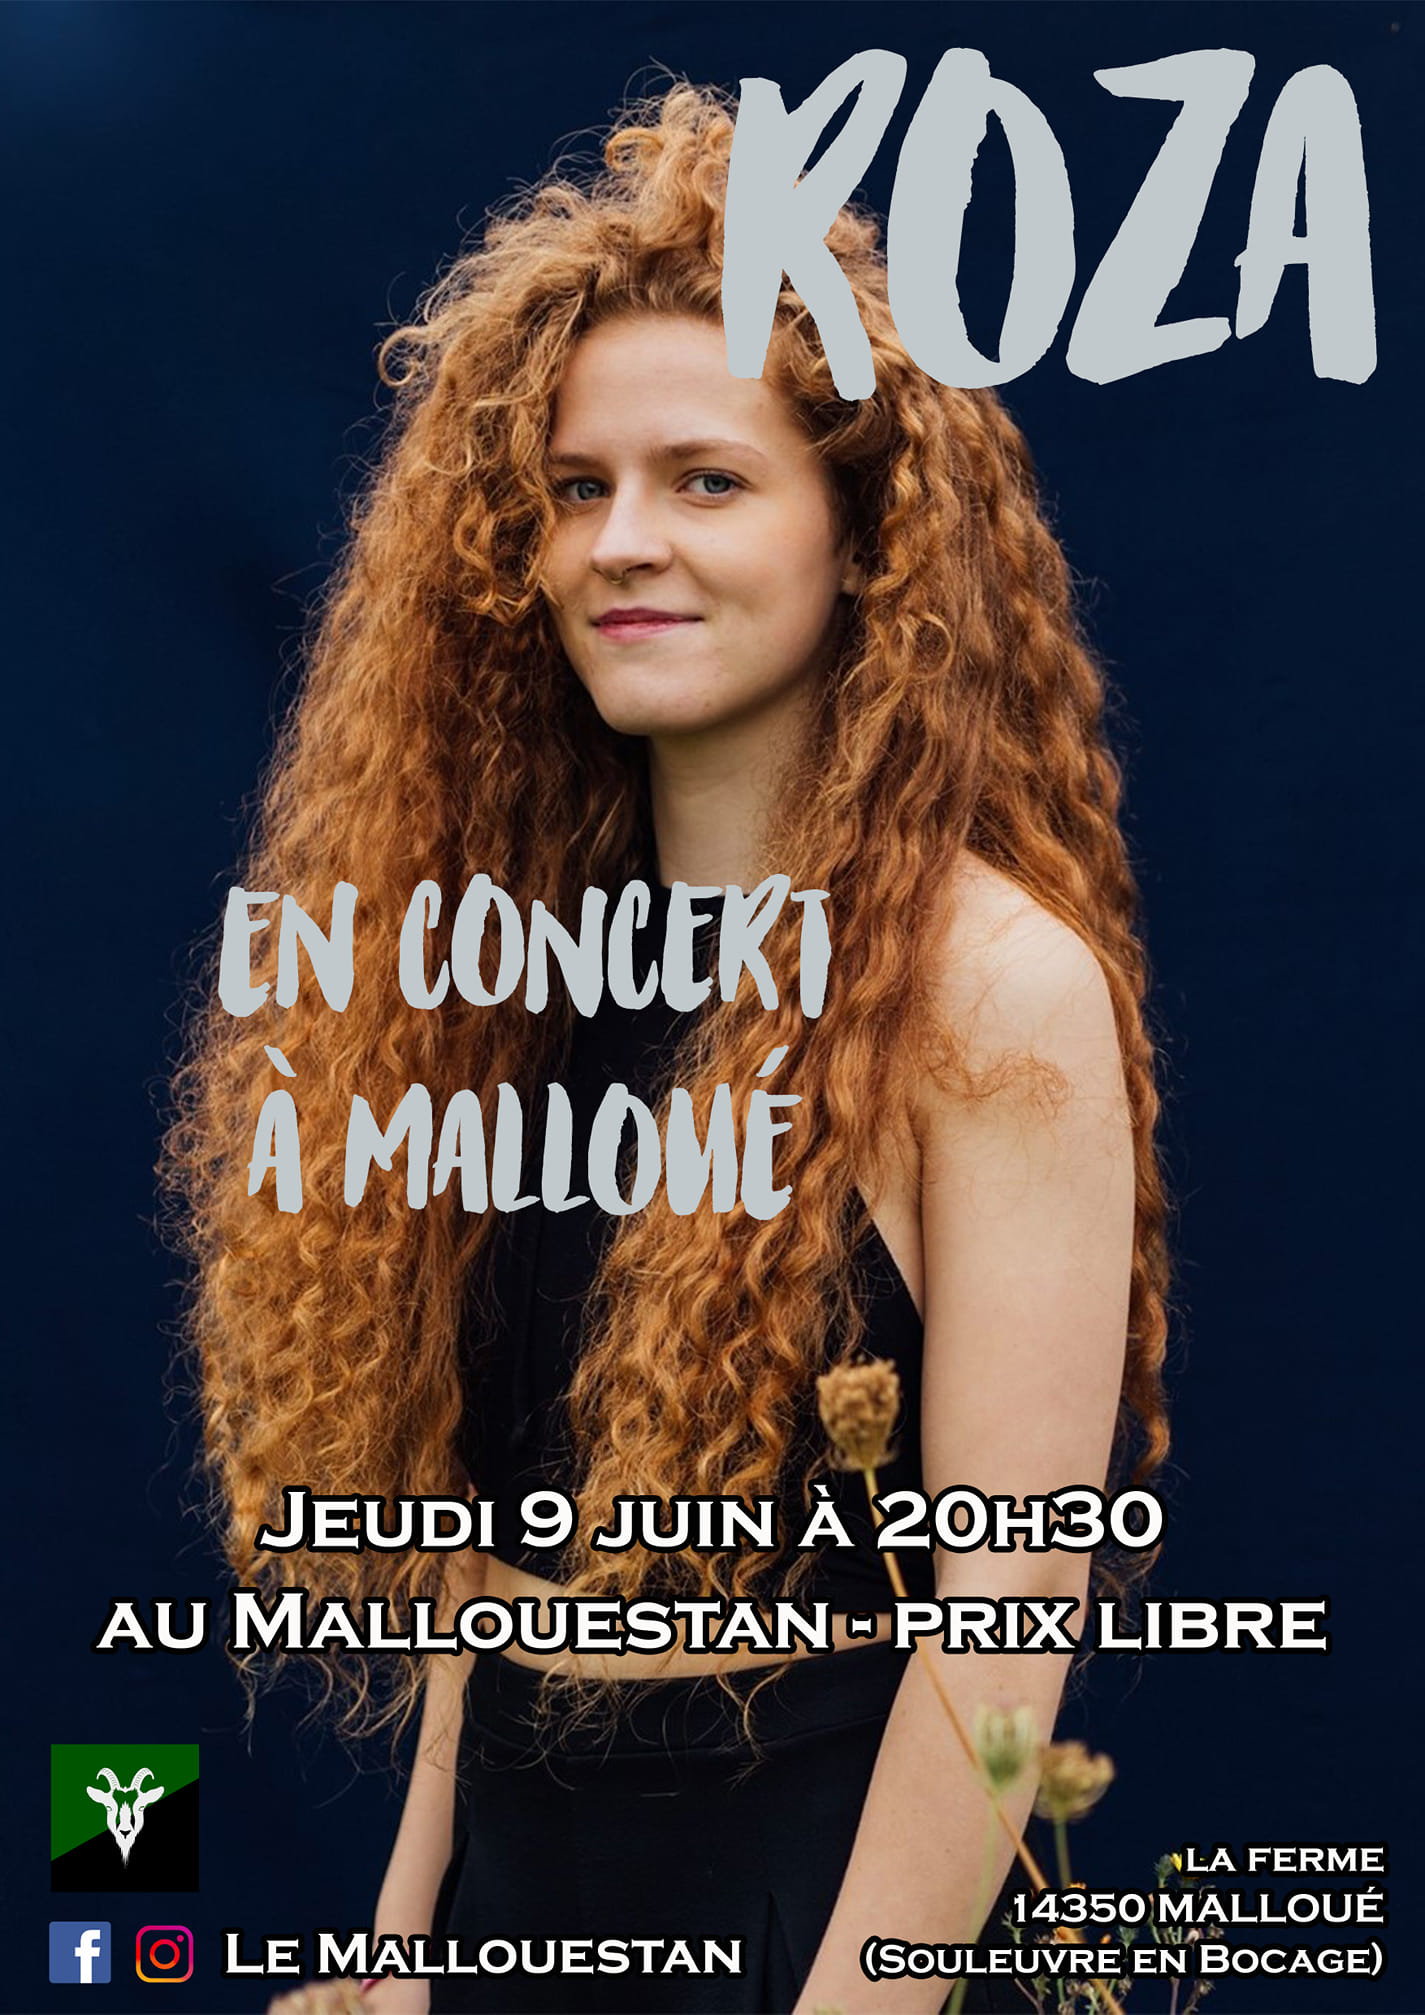 ROZA
EN CONCERT
À MALLOUÉ
JEUDI 9 JUIN À 20H30
AU MALLOUESTAN - PRIX LIBRE
LA FERME
14350 MALLOUÉ
(SOULEUVRE EN BOCAGE)
f LE MALLOUESTAN